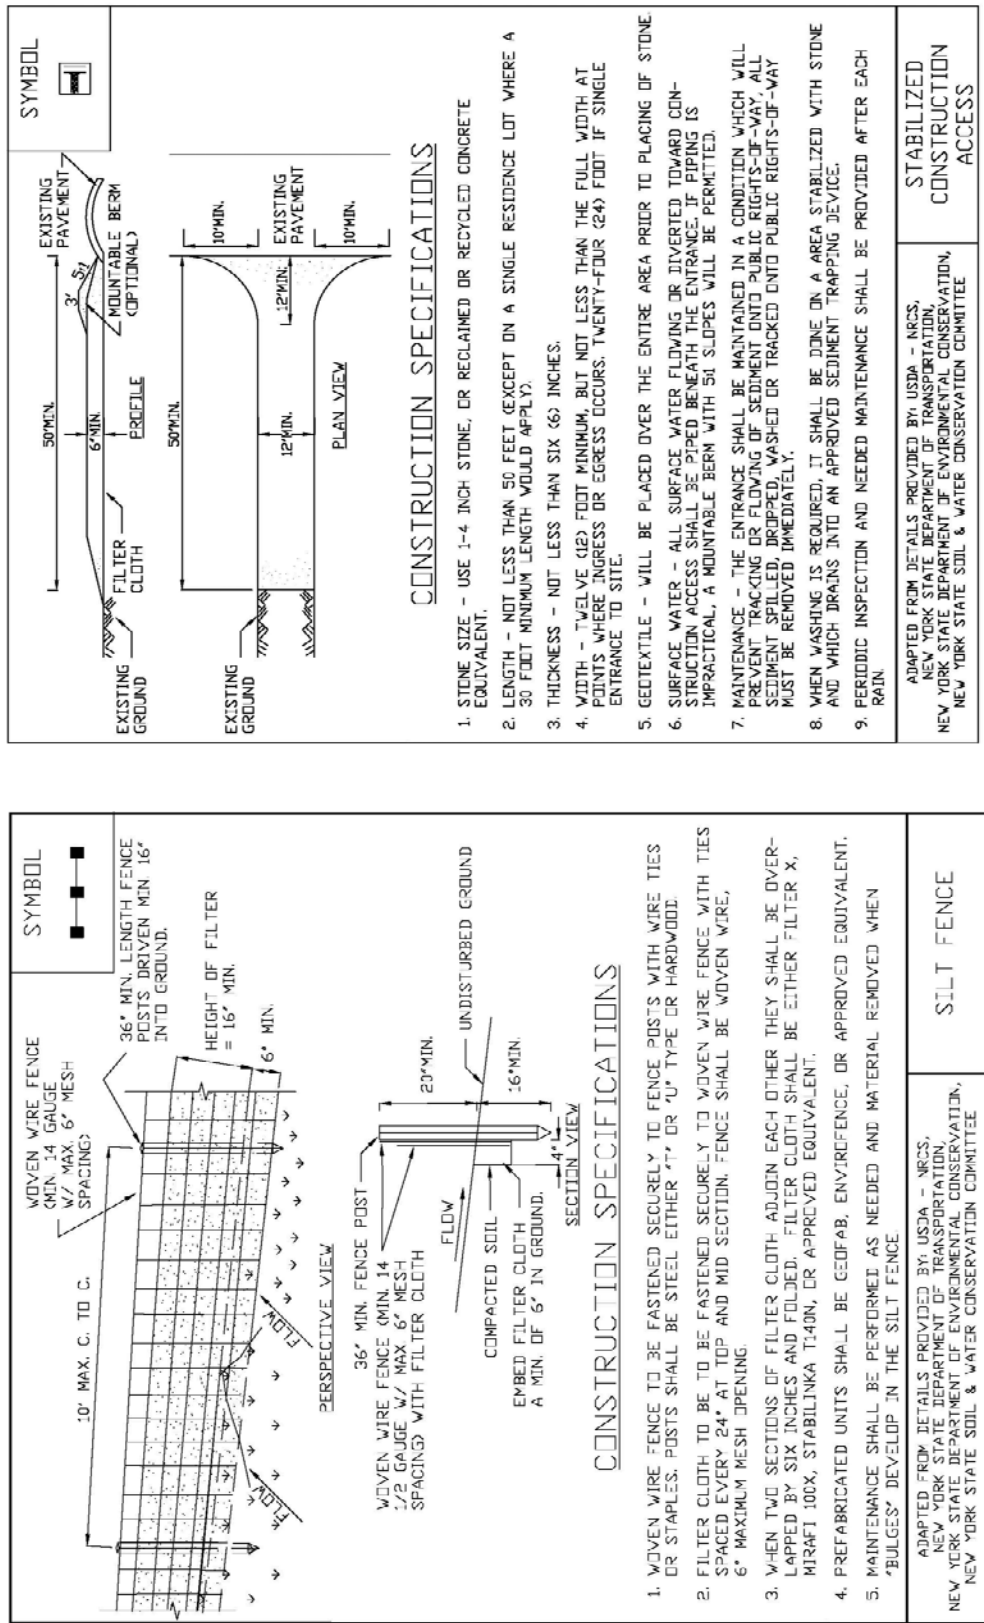 SYMBOL
WOVEN WIRE FENCE
(MIN. 14 GAUGE
W/ MAX. 6" MESH
SPACING)
36" MIN. LENGTH FENCE
POSTS DRIVEN MIN. 16"
INTO GROUND.
10' MAX. C. TO C.
HEIGHT OF FILTER
= 16" MIN.
6" MIN.
FLOW
FLOW
PERSPECTIVE VIEW
36" MIN. FENCE POST
WOVEN WIRE FENCE (MIN. 14
1/2 GAUGE W/ MAX. 6" MESH
SPACING) WITH FILTER CLOTH
20"MIN.
UNDISTURBED GROUND
FLOW
COMPACTED SOIL
EMBED FILTER CLOTH
A MIN. OF 6" IN GROUND.
4"
16"MIN.
SECTION VIEW
CONSTRUCTION SPECIFICATIONS
1. WOVEN WIRE FENCE TO BE FASTENED SECURELY TO FENCE POSTS WITH WIRE TIES
OR STAPLES. POSTS SHALL BE STEEL EITHER "T" OR "U" TYPE OR HARDWOOD.
2. FILTER CLOTH TO BE TO BE FASTENED SECURELY TO WOVEN WIRE FENCE WITH TIES
SPACED EVERY 24" AT TOP AND MID SECTION. FENCE SHALL BE WOVEN WIRE,
6" MAXIMUM MESH OPENING.
3. WHEN TWO SECTIONS OF FILTER CLOTH ADJOIN EACH OTHER THEY SHALL BE OVER-
LAPPED BY SIX INCHES AND FOLDED. FILTER CLOTH SHALL BE EITHER FILTER X,
MIRAFI 100X, STABILINKA T140N, OR APPROVED EQUIVALENT.
4. PREFABRICATED UNITS SHALL BE GEOFAB, ENVIROFENCE, OR APPROVED EQUIVALENT.
5. MAINTENANCE SHALL BE PERFORMED AS NEEDED AND MATERIAL REMOVED WHEN
"BULGES" DEVELOP IN THE SILT FENCE.
ADAPTED FROM DETAILS PROVIDED BY: USDA - NRCS,
NEW YORK STATE DEPARTMENT OF TRANSPORTATION,
NEW YORK STATE DEPARTMENT OF ENVIRONMENTAL CONSERVATION,
NEW YORK STATE SOIL & WATER CONSERVATION COMMITTEE
SILT FENCE
SYMBOL
50'MIN.
EXISTING
PAVEMENT
3'
5:1
6"MIN.
EXISTING
GROUND
FILTER
CLOTH
PROFILE
MOUNTABLE BERM
(OPTIONAL)
50'MIN.
10'MIN.
EXISTING
GROUND
12'MIN.
12'MIN.
EXISTING
PAVEMENT
10'MIN.
PLAN VIEW
CONSTRUCTION SPECIFICATIONS
1. STONE SIZE - USE 1-4 INCH STONE, OR RECLAIMED OR RECYCLED CONCRETE
EQUIVALENT.
2. LENGTH - NOT LESS THAN 50 FEET (EXCEPT ON A SINGLE RESIDENCE LOT WHERE A
30 FOOT MINIMUM LENGTH WOULD APPLY).
3. THICKNESS - NOT LESS THAN SIX (6) INCHES.
4. WIDTH - TWELVE (12) FOOT MINIMUM, BUT NOT LESS THAN THE FULL WIDTH AT
POINTS WHERE INGRESS OR EGRESS OCCURS. TWENTY-FOUR (24) FOOT IF SINGLE
ENTRANCE TO SITE.
5. GEOTEXTILE - WILL BE PLACED OVER THE ENTIRE AREA PRIOR TO PLACING OF STONE.
6. SURFACE WATER - ALL SURFACE WATER FLOWING OR DIVERTED TOWARD CON-
STRUCTION ACCESS SHALL BE PIPED BENEATH THE ENTRANCE. IF PIPING IS
IMPRACTICAL, A MOUNTABLE BERM WITH 5:1 SLOPES WILL BE PERMITTED.
7. MAINTENANCE - THE ENTRANCE SHALL BE MAINTAINED IN A CONDITION WHICH WILL
PREVENT TRACKING OR FLOWING OF SEDIMENT ONTO PUBLIC RIGHTS-OF-WAY, ALL
SEDIMENT SPILLED, DROPPED, WASHED OR TRACKED ONTO PUBLIC RIGHTS-OF-WAY
MUST BE REMOVED IMMEDIATELY.
8. WHEN WASHING IS REQUIRED, IT SHALL BE DONE ON A AREA STABILIZED WITH STONE
AND WHICH DRAINS INTO AN APPROVED SEDIMENT TRAPPING DEVICE.
9. PERIODIC INSPECTION AND NEEDED MAINTENANCE SHALL BE PROVIDED AFTER EACH
RAIN.
ADAPTED FROM DETAILS PROVIDED BY: USDA - NRCS,
NEW YORK STATE DEPARTMENT OF TRANSPORTATION,
NEW YORK STATE DEPARTMENT OF ENVIRONMENTAL CONSERVATION,
NEW YORK STATE SOIL & WATER CONSERVATION COMMITTEE
STABILIZED
CONSTRUCTION
ACCESS